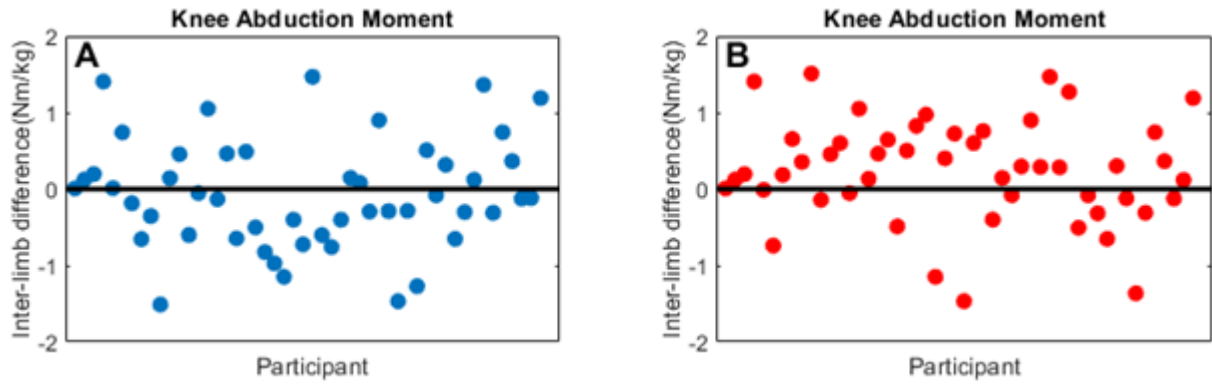 Knee Abduction Moment
A
Inter-limb difference(Nm/kg)
2
1
0
-1
-2
Participant
Knee Abduction Moment
B
Inter-limb difference(Nm/kg)
2
1
0
-1
-2
Participant